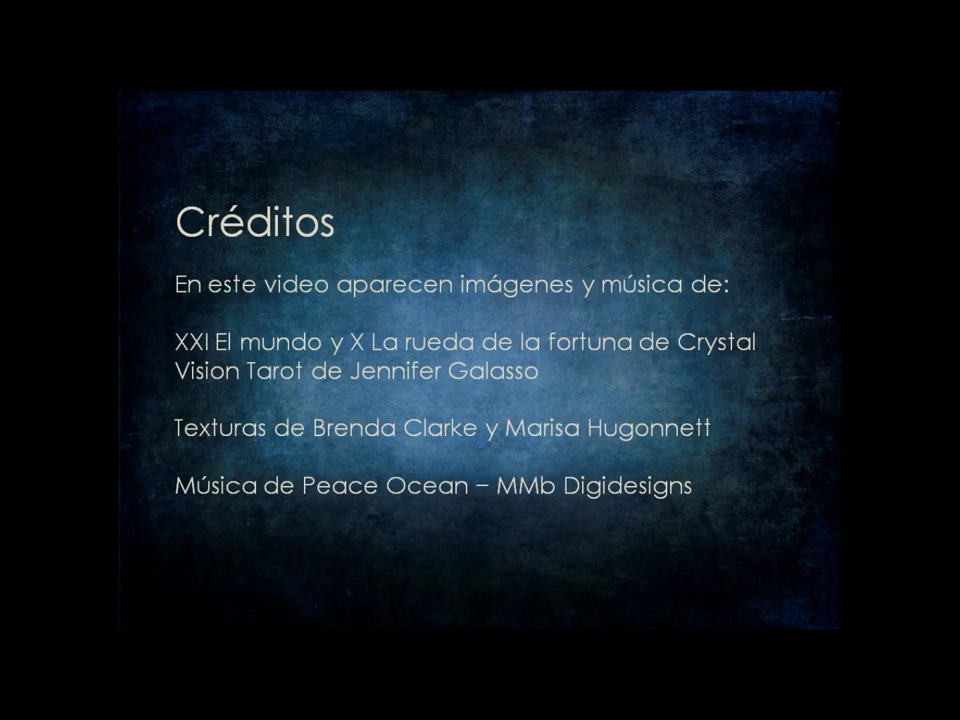 Créditos
En este video aparecen imágenes y música de:
XXI El mundo y X La rueda de la fortuna de Crystal
Vision Tarot de Jennifer Galasso
Texturas de Brenda Clarke y Marisa Hugonnett
Música de Peace Ocean – MMb Digidesigns